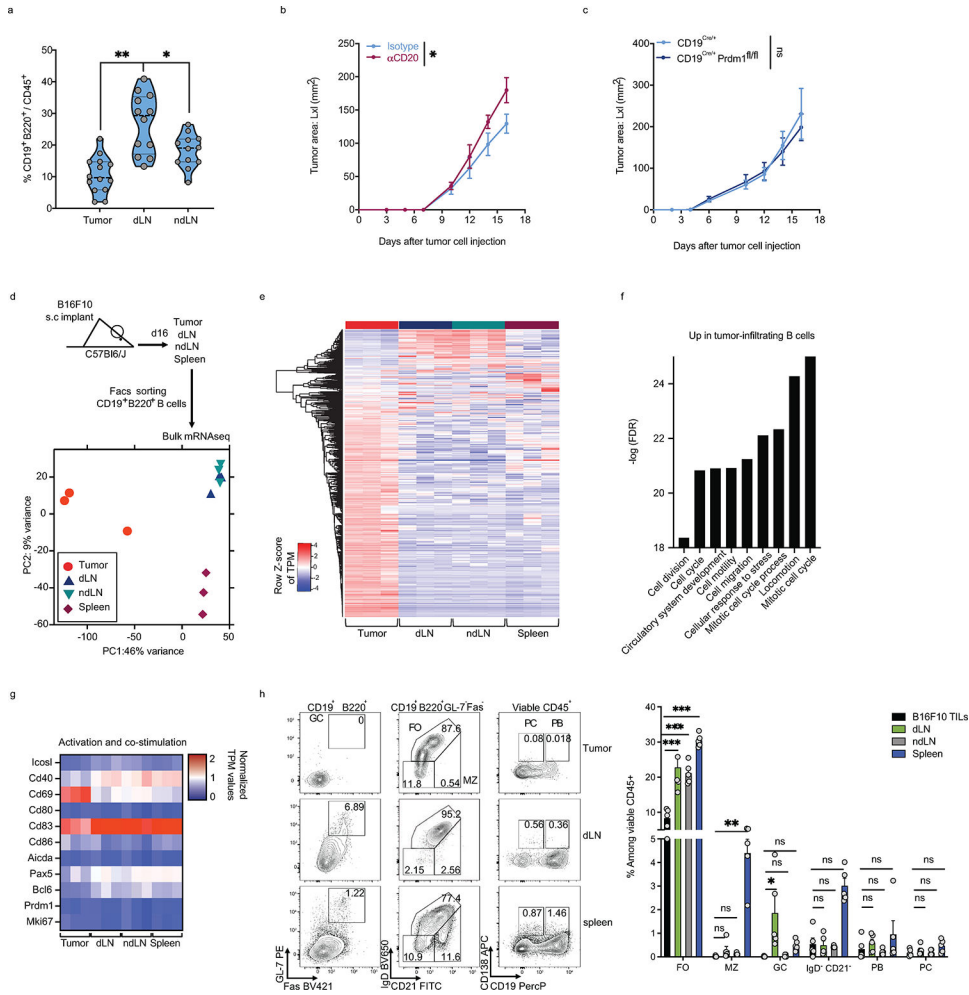 a
% CD19+B220+ / CD45+
50
40
30
20
10
0
**
*
Tumor dLN ndLN
b
Tumor area: LxI (mm²)
250
200
150
100
50
0
Isotype
αCD20
*
0 3 6 9 12 15 18
Days after tumor cell injection
c
Tumor area: LxI (mm²)
250
200
150
100
50
0
CD19Cre/+
CD19Cre/+ Prdm1fl/fl
ns
0 3 6 9 12 15 18
Days after tumor cell injection
d
B16F10
s.c implant
C57Bl6/J
d16
Tumor
dLN
ndLN
Spleen
Facs sorting
CD19+B220+ B cells
Bulk mRNAseq
PC2: 9% variance
20
0
-20
-40
-60
Tumor
dLN
ndLN
Spleen
-100 -50 0 50
PC1:46% variance
e
Row Z-score
of TPM
4
2
0
-2
-4
Tumor dLN ndLN Spleen
f
Up in tumor-infiltrating B cells
-log (FDR)
24
22
20
18
Cell division
Cell cycle
Circulatory system development
Cell motility
Cell migration
Cellular response to stress
Mitotic cell cycle process
Locomotion
Mitotic cell cycle
g
Activation and co-stimulation
Icosl
Cd40
Cd69
Cd80
Cd83
Cd86
Aicda
Pax5
Bcl6
Prdm1
Mki67
Tumor dLN ndLN Spleen
2
1
0
Normalized
TPM values
h
CD19+ B220+
GC
0
6.89
1.22
GL-7 PE
Fas BV421
CD19+B220+GL-7-Fas-
FO
87.6
MZ
11.8
0.54
95.2
2.15
2.56
77.4
10.9
11.6
IgD BV650
CD21 FITC
Viable CD45+
PC PB
0.08 0.018
Tumor
0.56 0.36
dLN
0.87 1.46
spleen
CD138 APC
CD19 PercP
% Among viable CD45+
40
30
20
10
6
5
4
3
2
1
0
B16F10 TILs
dLN
ndLN
Spleen
***
***
***
**
ns
ns
ns
ns
*
ns
ns
ns
ns
ns
ns
ns
ns
ns
FO MZ GC IgD- CD21- PB PC